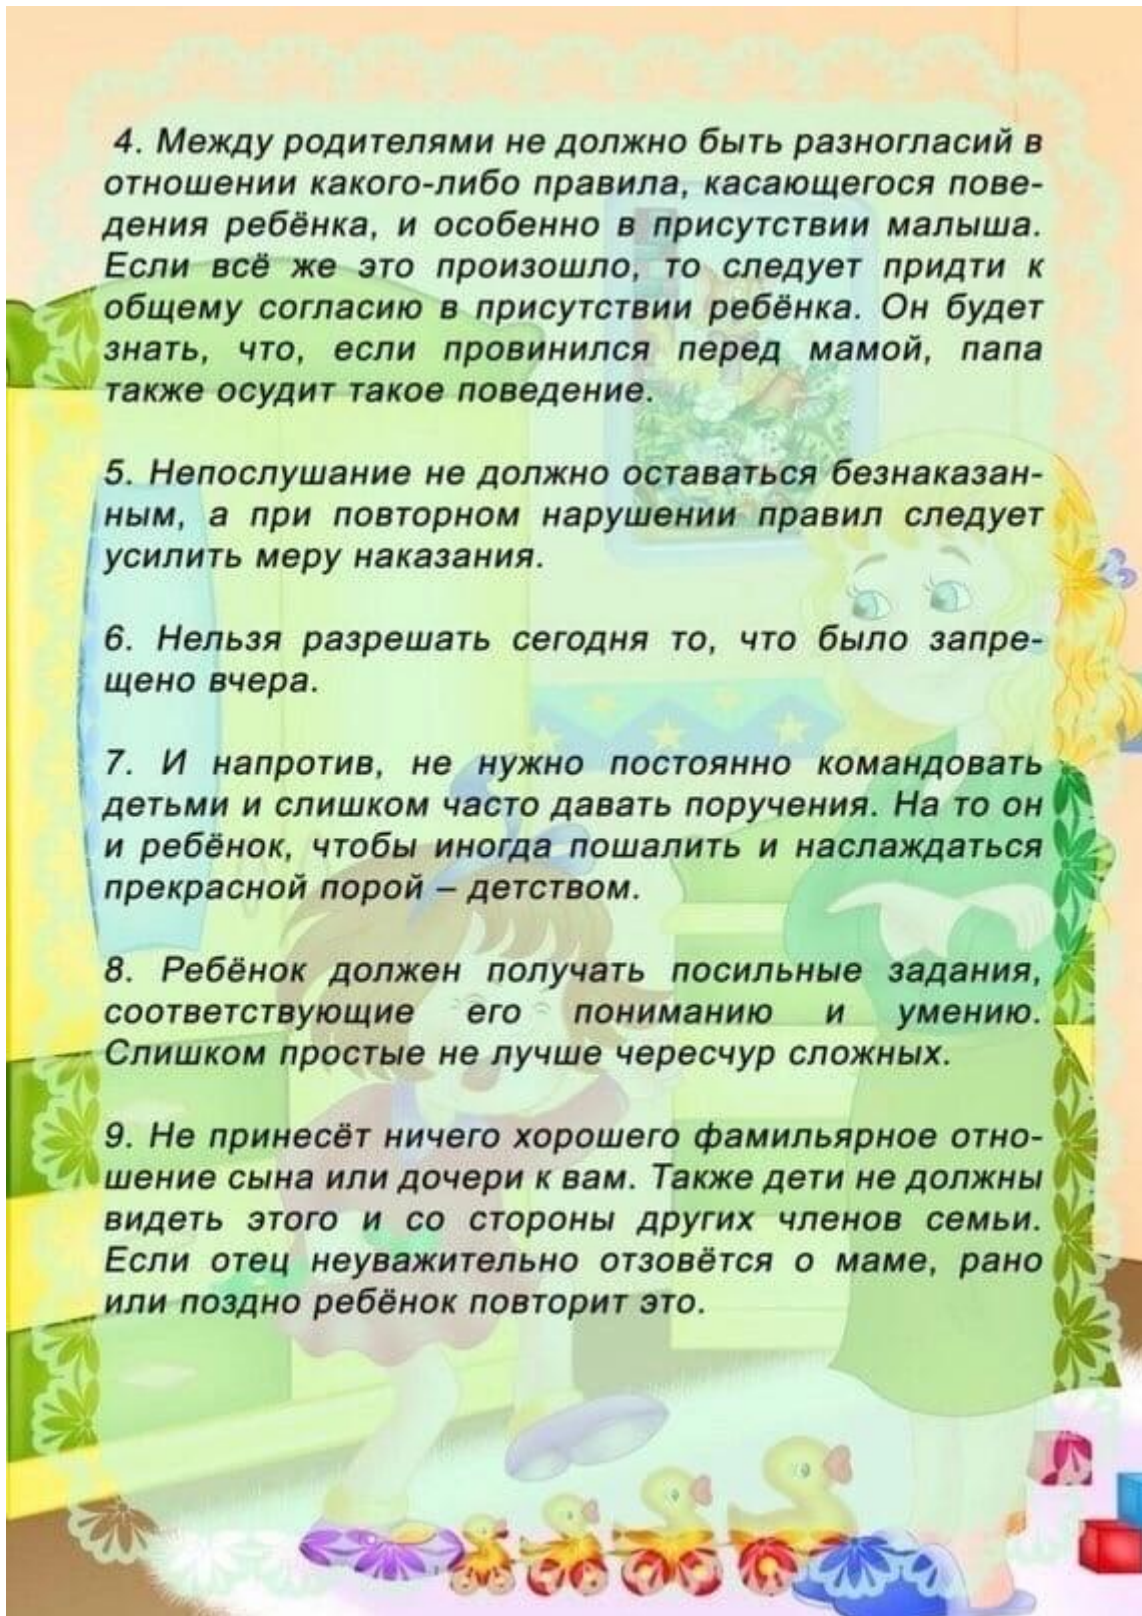 4. Между родителями не должно быть разногласий в
отношении какого-либо правила, касающегося пове-
дения ребёнка, и особенно в присутствии малыша.
Если всё же это произошло, то следует придти к
общему согласию в присутствии ребёнка. Он будет
знать, что, если провинился перед мамой, папа
также осудит такое поведение.
5. Непослушание не должно оставаться безнаказан-
ным, а при повторном нарушении правил следует
усилить меру наказания.
6. Нельзя разрешать сегодня то, что было запре-
щено вчера.
7. И напротив, не нужно постоянно командовать
детьми и слишком часто давать поручения. На то он
и ребёнок, чтобы иногда пошалить и наслаждаться
прекрасной порой – детством.
8. Ребёнок должен получать посильные задания,
соответствующие его пониманию и умению.
Слишком простые не лучше чересчур сложных.
9. Не принесёт ничего хорошего фамильярное отно-
шение сына или дочери к вам. Также дети не должны
видеть этого и со стороны других членов семьи.
Если отец неуважительно отзовётся о маме, рано
или поздно ребёнок повторит это.